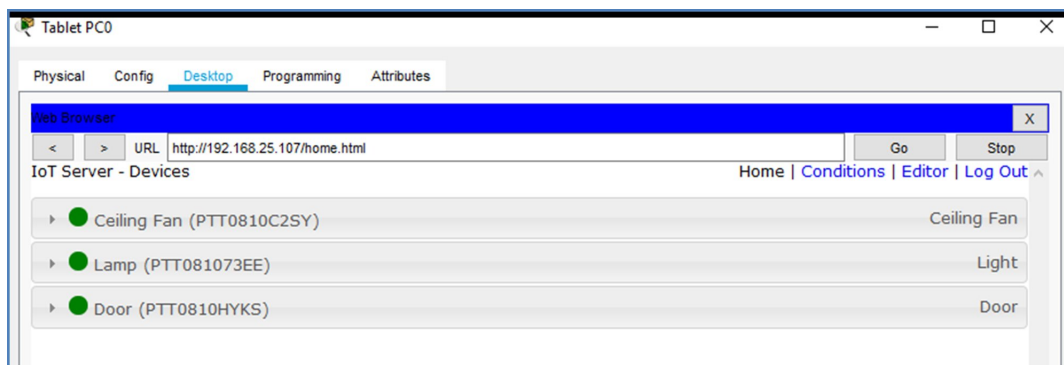 Tablet PC0
Physical Config Desktop Programming Attributes
Web Browser X
< > URL http://192.168.25.107/home.html Go Stop
IoT Server - Devices Home | Conditions | Editor | Log Out
Ceiling Fan (PTT0810C2SY) Ceiling Fan
Lamp (PTT081073EE) Light
Door (PTT0810HYKS) Door